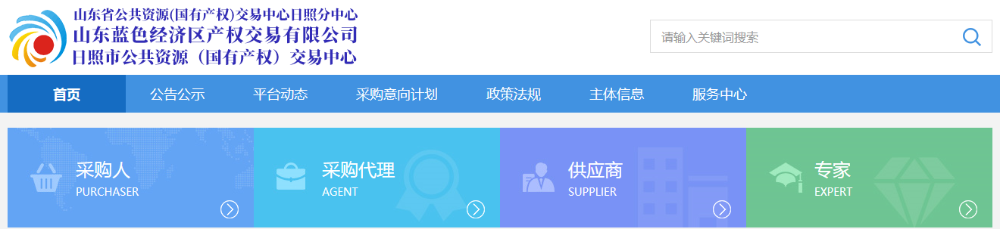 山东省公共资源(国有产权)交易中心日照分中心
山东蓝色经济区产权交易有限公司
日照市公共资源（国有产权）交易中心
请输入关键词搜索
首页 公告公示 平台动态 采购意向计划 政策法规 主体信息 服务中心
采购人
PURCHASER
采购代理
AGENT
供应商
SUPPLIER
专家
EXPERT